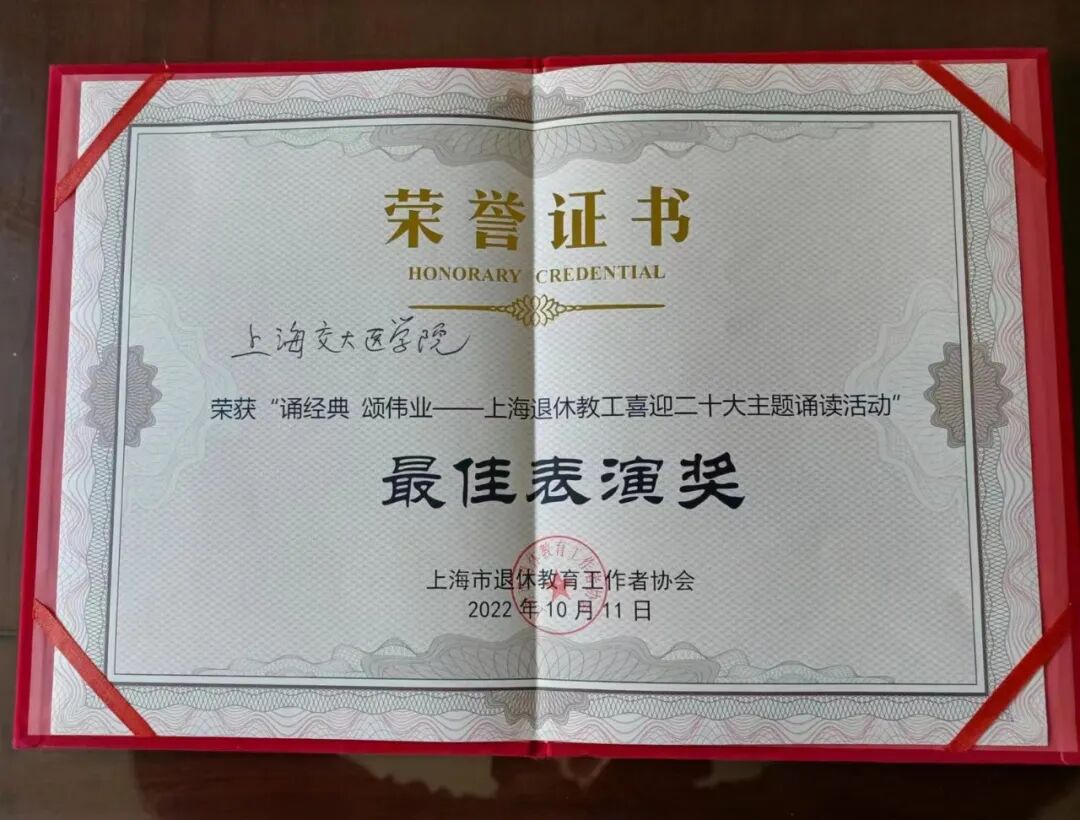 荣誉证书
HONORARY CREDENTIAL
上海交大医学院
荣获“诵经典 颂伟业——上海退休教工喜迎二十大主题诵读活动”
最佳表演奖
上海市退休教育工作者协会
2022年10月11日